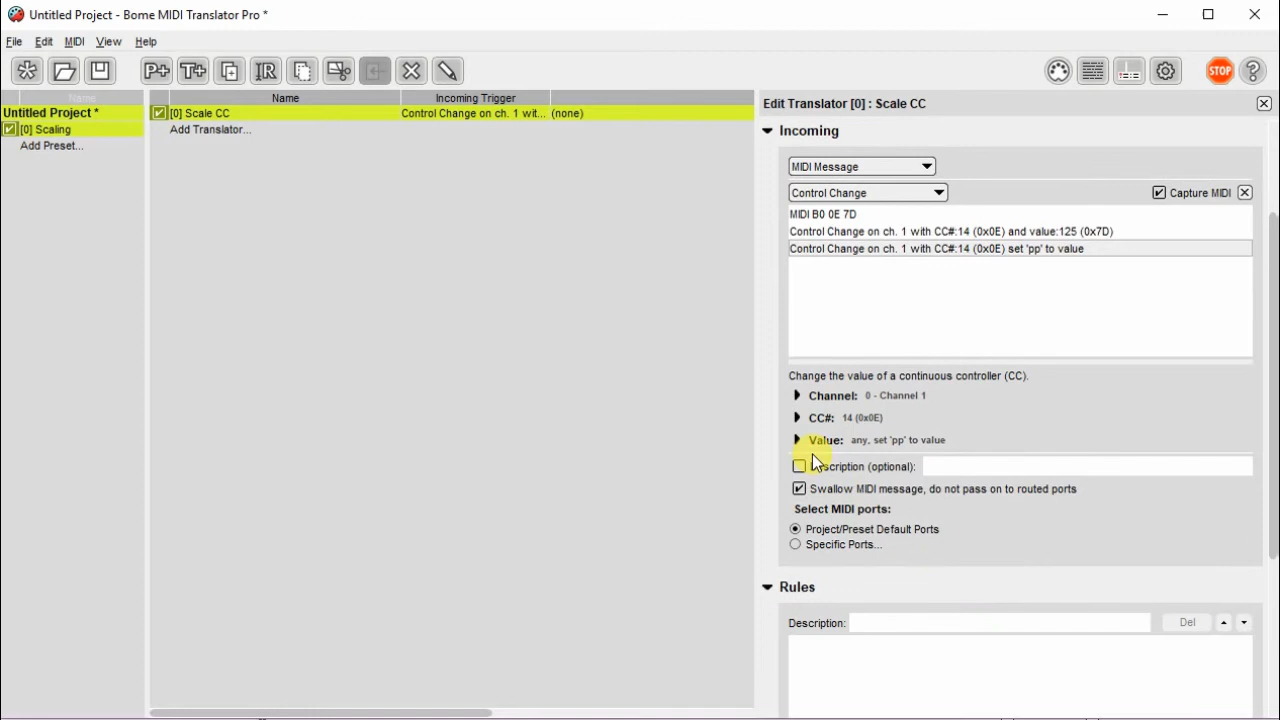 Untitled Project - Bome MIDI Translator Pro *
File Edit MIDI View Help
P+ T+ IR STOP ?
Name
Untitled Project *
[0] Scaling
Add Preset...
Name Incoming Trigger
[0] Scale CC Control Change on ch. 1 wit... (none)
Add Translator...
Edit Translator [0] : Scale CC
Incoming
MIDI Message
Control Change Capture MIDI
MIDI B0 0E 7D
Control Change on ch. 1 with CC#:14 (0x0E) and value:125 (0x7D)
Control Change on ch. 1 with CC#:14 (0x0E) set 'pp' to value
Change the value of a continuous controller (CC).
Channel: 0 - Channel 1
CC#: 14 (0x0E)
Value: any, set 'pp' to value
Description (optional):
Swallow MIDI message, do not pass on to routed ports
Select MIDI ports:
Project/Preset Default Ports
Specific Ports...
Rules
Description: Del